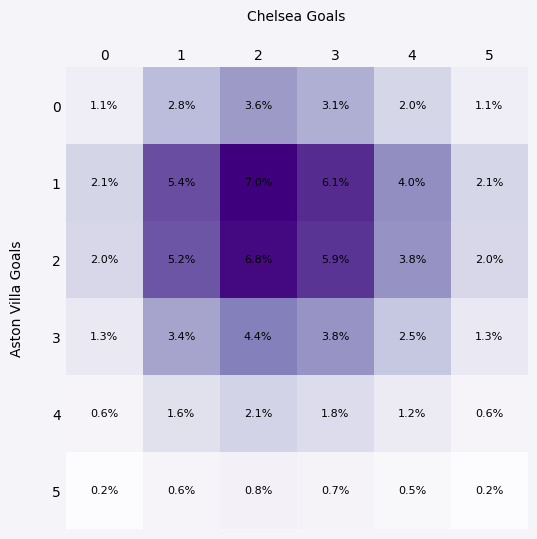 Chelsea Goals
0 1 2 3 4 5
0 1.1% 2.8% 3.6% 3.1% 2.0% 1.1%
1 2.1% 5.4% 7.0% 6.1% 4.0% 2.1%
2 2.0% 5.2% 6.8% 5.9% 3.8% 2.0%
3 1.3% 3.4% 4.4% 3.8% 2.5% 1.3%
4 0.6% 1.6% 2.1% 1.8% 1.2% 0.6%
5 0.2% 0.6% 0.8% 0.7% 0.5% 0.2%
Aston Villa Goals